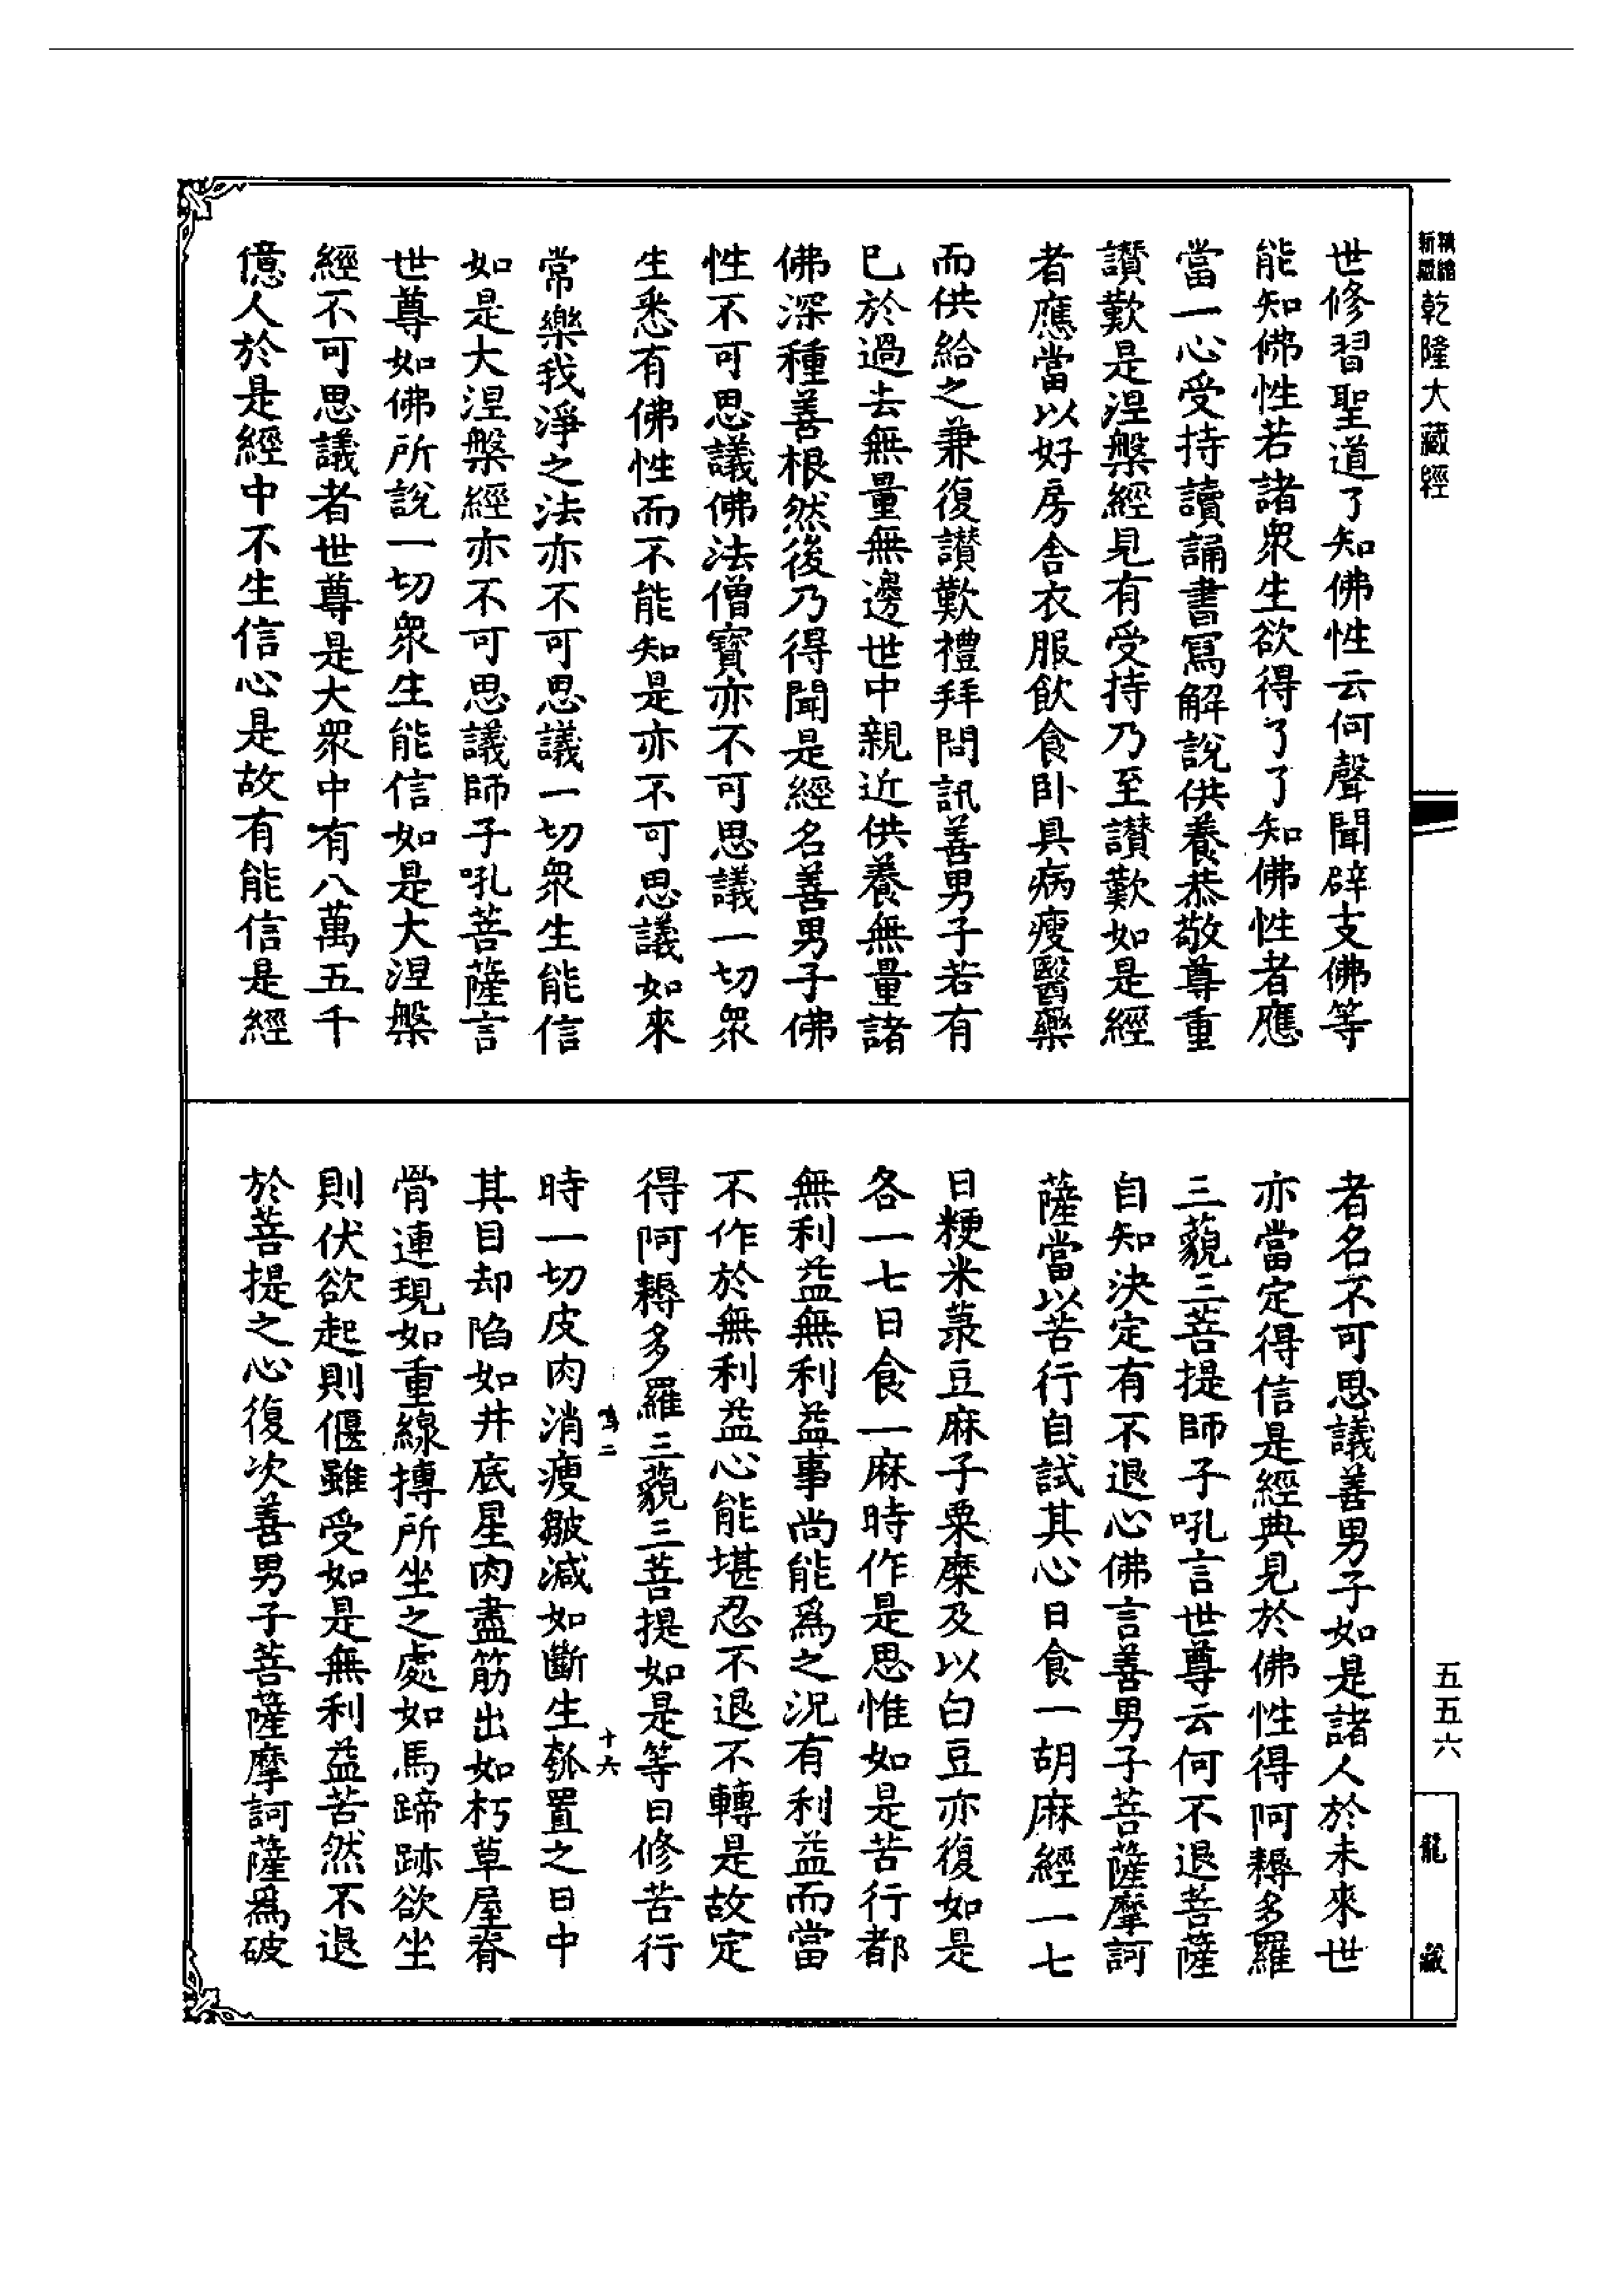 新編縮版
乾隆大藏經
五五六
龍藏
世修習聖道了知佛性云何聲聞辟支佛等
能知佛性若諸衆生欲得了了知佛性者應
當一心受持讀誦書寫解說供養恭敬尊重
讚歎是涅槃經見有受持乃至讚歎如是經
者應當以好房舍衣服飲食卧具病瘦醫藥
而供給之兼復讚歎禮拜問訊善男子若有
已於過去無量無邊世中親近供養無量諸
佛深種善根然後乃得聞是經名善男子佛
性不可思議佛法僧寶亦不可思議一切衆
生悉有佛性而不能知是亦不可思議如來
常樂我淨之法亦不可思議一切衆生能信
如是大涅槃經亦不可思議師子吼菩薩言
世尊如佛所說一切衆生能信如是大涅槃
經不可思議者世尊是大衆中有八萬五千
億人於是經中不生信心是故有能信是經
者名不可思議善男子如是諸人於未來世
亦當定得信是經典見於佛性得阿耨多羅
三藐三菩提師子吼言世尊云何不退菩薩
自知決定有不退心佛言善男子菩薩摩訶
薩當以苦行自試其心日食一胡麻經一七
日粳米菉豆麻子粟糜及以白豆亦復如是
各一七日食一麻時作是思惟如是苦行都
無利益無利益事尚能爲之況有利益而當
不作於無利益心能堪忍不退不轉是故定
得阿耨多羅三藐三菩提如是等日修苦行
十六
時一切皮肉消瘦皺減如斷生瓠置之日中
其目却陷如井底星肉盡筋出如朽草屋脊
骨連現如重線摶所坐之處如馬蹄跡欲坐
則伏欲起則偃雖受如是無利益苦然不退
於菩提之心復次善男子菩薩摩訶薩爲破